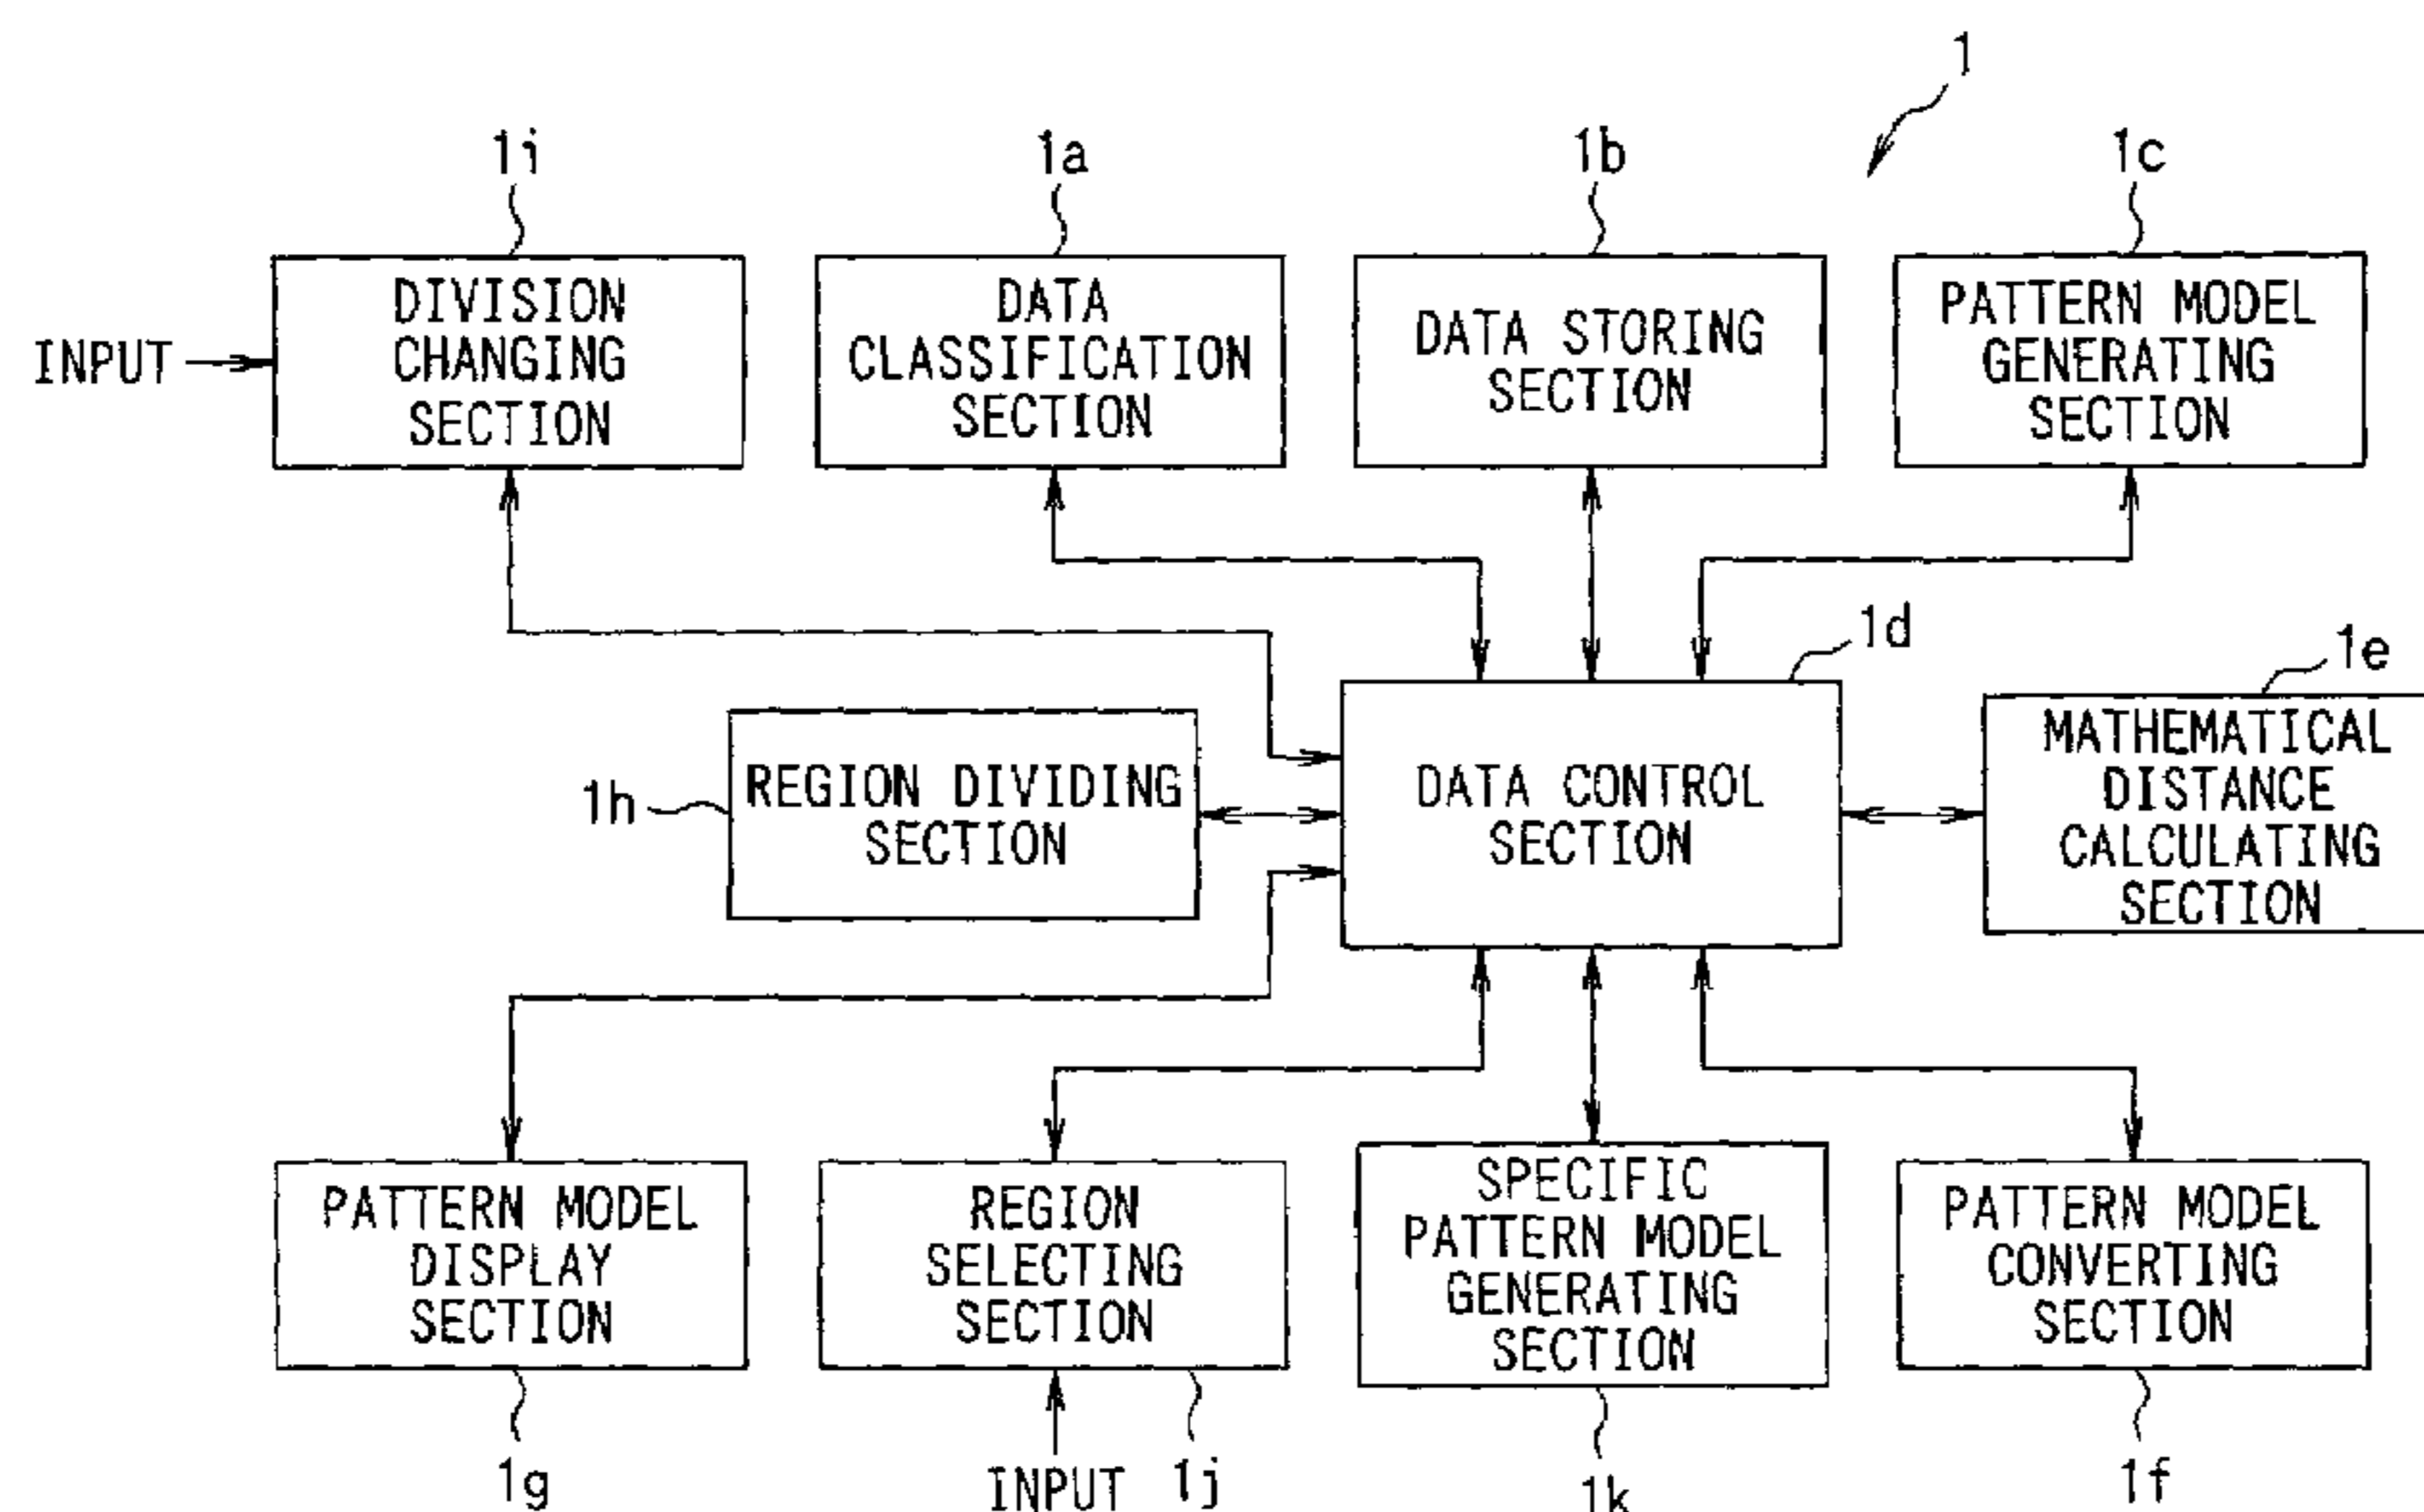 1
1i
1a
1b
1c
DIVISION
CHANGING
SECTION
DATA
CLASSIFICATION
SECTION
DATA STORING
SECTION
PATTERN MODEL
GENERATING
SECTION
INPUT
1d
1e
1h
REGION DIVIDING
SECTION
DATA CONTROL
SECTION
MATHEMATICAL
DISTANCE
CALCULATING
SECTION
PATTERN MODEL
DISPLAY
SECTION
REGION
SELECTING
SECTION
SPECIFIC
PATTERN MODEL
GENERATING
SECTION
PATTERN MODEL
CONVERTING
SECTION
1g
INPUT
1j
1k
1f